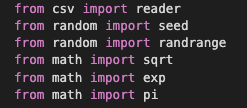 from csv import reader
from random import seed
from random import randrange
from math import sqrt
from math import exp
from math import pi